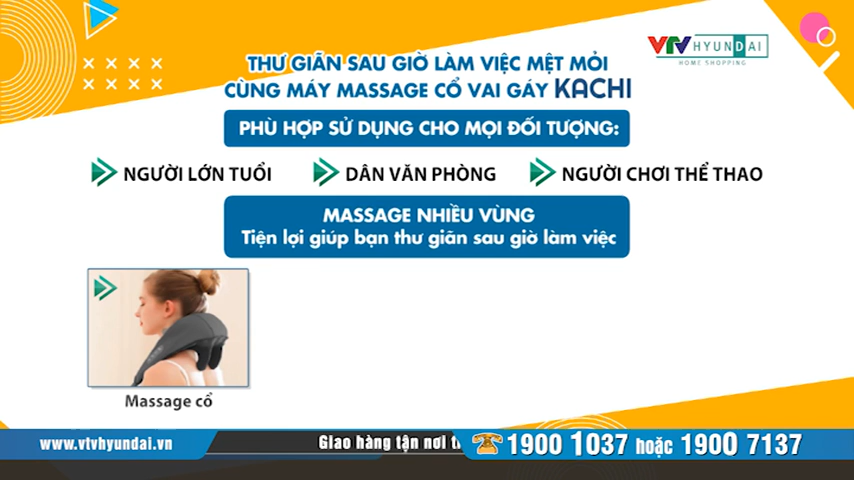 VTV HYUNDAI
HOME SHOPPING
THƯ GIÃN SAU GIỜ LÀM VIỆC MỆT MỎI
CÙNG MÁY MASSAGE CỔ VAI GÁY KACHI
PHÙ HỢP SỬ DỤNG CHO MỌI ĐỐI TƯỢNG:
NGƯỜI LỚN TUỔI
DÂN VĂN PHÒNG
NGƯỜI CHƠI THỂ THAO
MASSAGE NHIỀU VÙNG
Tiện lợi giúp bạn thư giãn sau giờ làm việc
Massage cổ
www.vtvhyundai.vn
Giao hàng tận nơi
1900 1037 hoặc 1900 7137